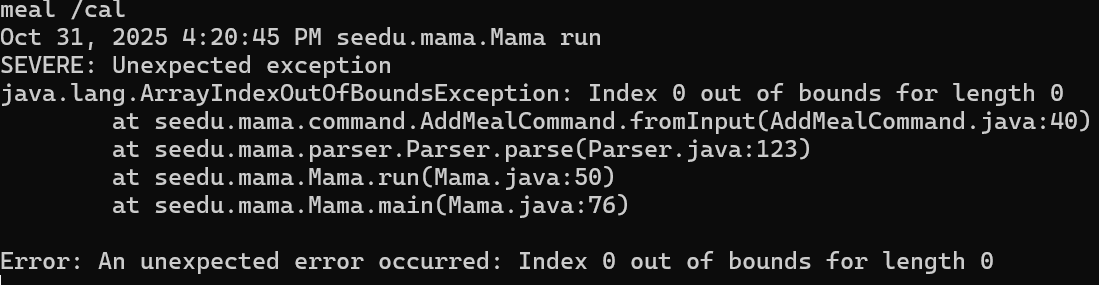 meal /cal
Oct 31, 2025 4:20:45 PM seedu.mama.Mama run
SEVERE: Unexpected exception
java.lang.ArrayIndexOutOfBoundsException: Index 0 out of bounds for length 0
        at seedu.mama.command.AddMealCommand.fromInput(AddMealCommand.java:40)
        at seedu.mama.parser.Parser.parse(Parser.java:123)
        at seedu.mama.Mama.run(Mama.java:50)
        at seedu.mama.Mama.main(Mama.java:76)

Error: An unexpected error occurred: Index 0 out of bounds for length 0